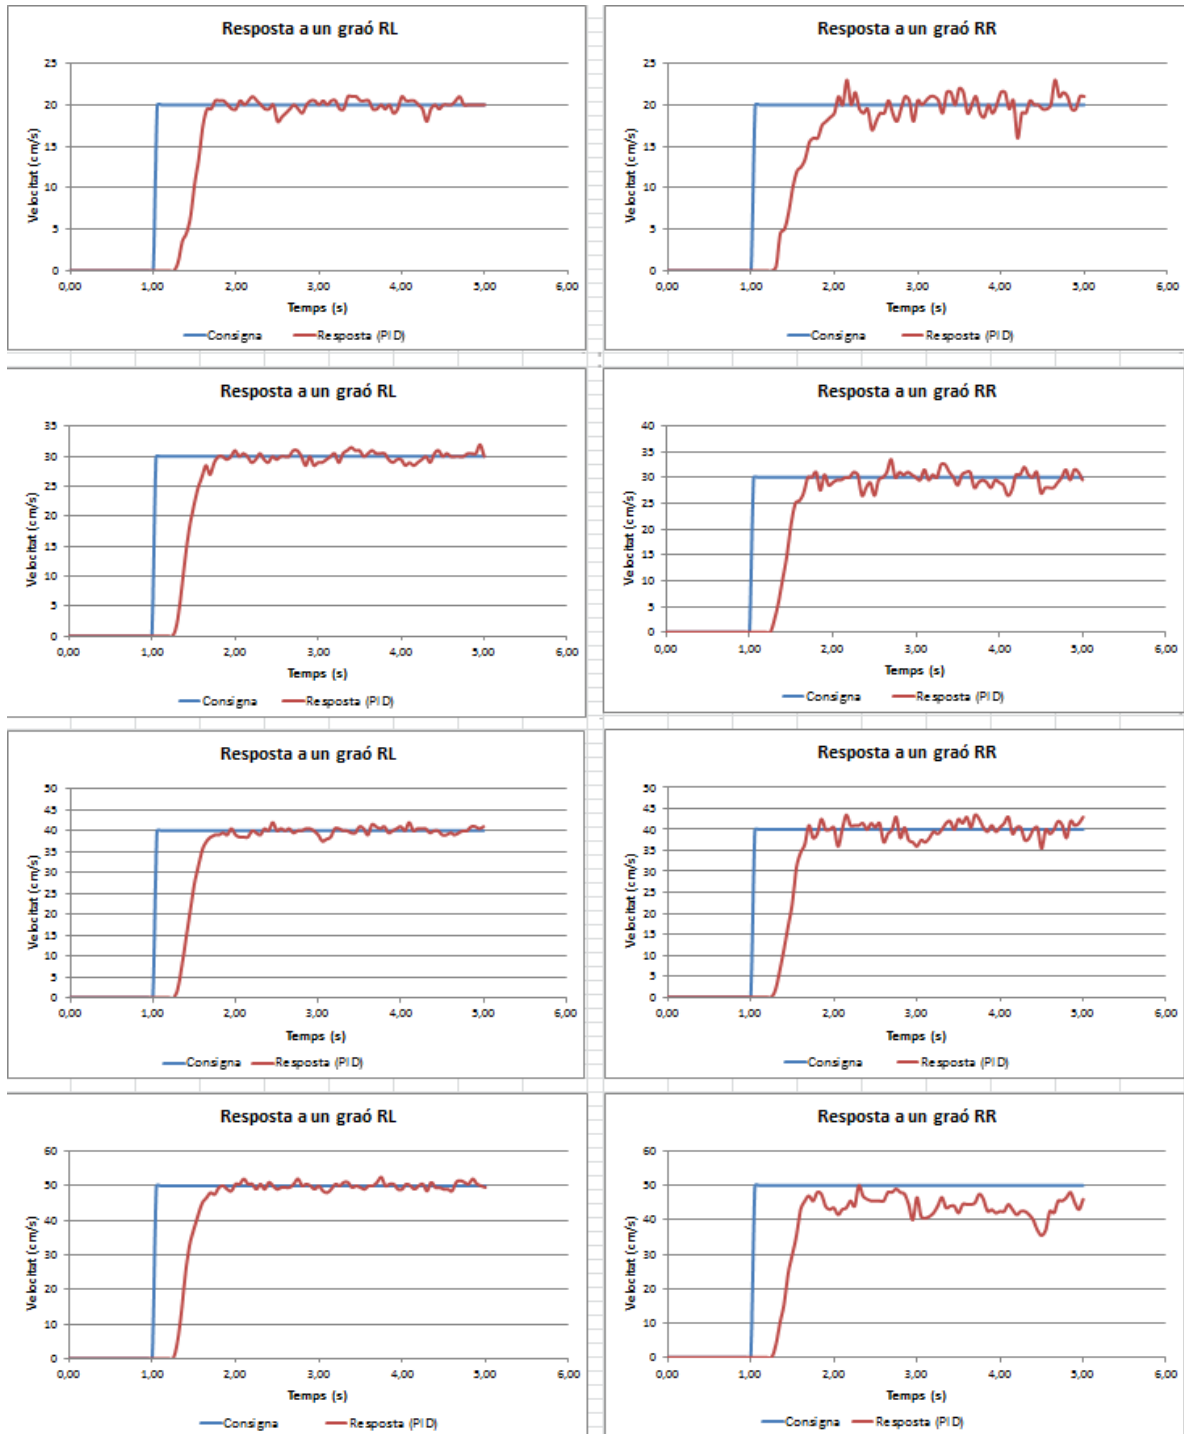 Resposta a un graó RL
25
20
15
10
5
0
Velocitat (cm/s)
0,00 1,00 2,00 3,00 4,00 5,00 6,00
Temps (s)
Consigna Resposta (PID)
Resposta a un graó RR
25
20
15
10
5
0
Velocitat (cm/s)
0,00 1,00 2,00 3,00 4,00 5,00 6,00
Temps (s)
Consigna Resposta (PID)
Resposta a un graó RL
35
30
25
20
15
10
5
0
Velocitat (cm/s)
0,00 1,00 2,00 3,00 4,00 5,00 6,00
Temps (s)
Consigna Resposta (PID)
Resposta a un graó RR
40
35
30
25
20
15
10
5
0
Velocitat (cm/s)
0,00 1,00 2,00 3,00 4,00 5,00 6,00
Temps (s)
Consigna Resposta (PID)
Resposta a un graó RL
50
45
40
35
30
25
20
15
10
5
0
Velocitat (cm/s)
0,00 1,00 2,00 3,00 4,00 5,00 6,00
Temps (s)
Consigna Resposta (PID)
Resposta a un graó RR
50
45
40
35
30
25
20
15
10
5
0
Velocitat (cm/s)
0,00 1,00 2,00 3,00 4,00 5,00 6,00
Temps (s)
Consigna Resposta (PID)
Resposta a un graó RL
60
50
40
30
20
10
0
Velocitat (cm/s)
0,00 1,00 2,00 3,00 4,00 5,00 6,00
Temps (s)
Consigna Resposta (PID)
Resposta a un graó RR
60
50
40
30
20
10
0
Velocitat (cm/s)
0,00 1,00 2,00 3,00 4,00 5,00 6,00
Temps (s)
Consigna Resposta (PID)